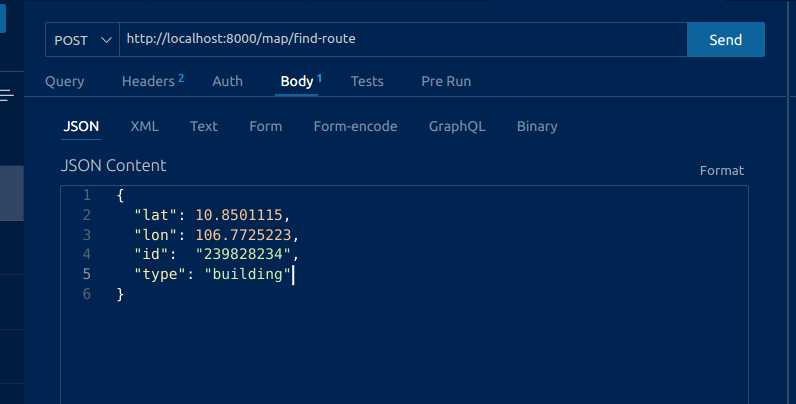 POST http://localhost:8000/map/find-route Send
Query Headers 2 Auth Body 1 Tests Pre Run
JSON XML Text Form Form-encode GraphQL Binary
JSON Content Format
1 {
2 "lat": 10.8501115,
3 "lon": 106.7725223,
4 "id":  "239828234",
5 "type": "building"
6 }